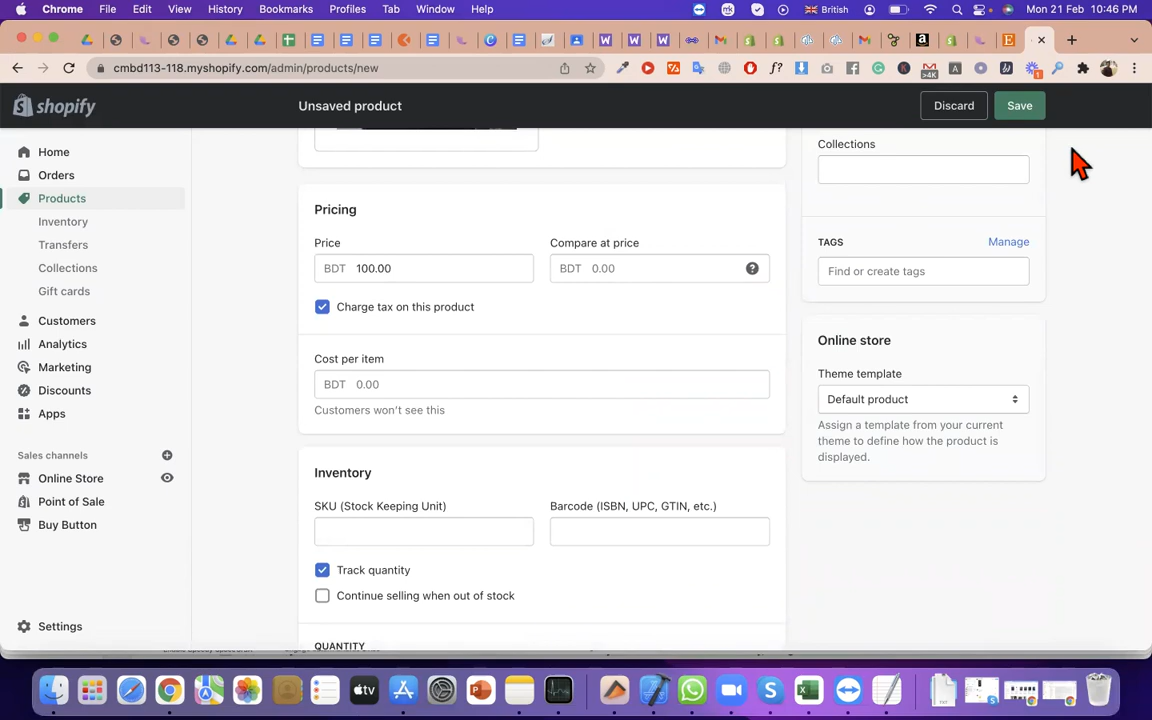 Chrome File Edit View History Bookmarks Profiles Tab Window Help British Mon 21 Feb 10:46 PM
cmbd113-118.myshopify.com/admin/products/new
shopify Unsaved product Discard Save
Home
Orders
Products
Inventory
Transfers
Collections
Gift cards
Customers
Analytics
Marketing
Discounts
Apps
Sales channels
Online Store
Point of Sale
Buy Button
Settings
Pricing
Price Compare at price
BDT 100.00 BDT 0.00
Charge tax on this product
Cost per item
BDT 0.00
Customers won't see this
Inventory
SKU (Stock Keeping Unit) Barcode (ISBN, UPC, GTIN, etc.)
Track quantity
Continue selling when out of stock
QUANTITY
Collections
TAGS Manage
Find or create tags
Online store
Theme template
Default product
Assign a template from your current
theme to define how the product is
displayed.